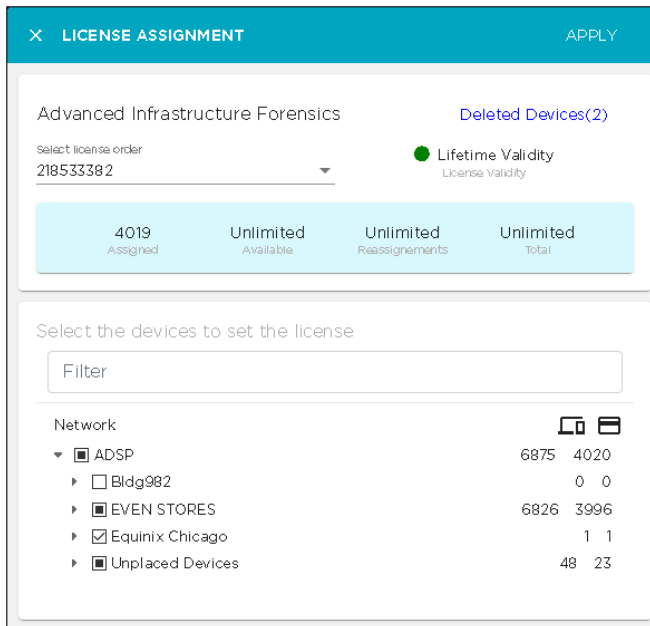 LICENSE ASSIGNMENT APPLY
Advanced Infrastructure Forensics Deleted Devices(2)
Select license order
218533382
Lifetime Validity
License Validity
4019 Unlimited Unlimited Unlimited
Assigned Available Reassignements Total
Select the devices to set the license
Filter
Network
ADSP 6875 4020
Bldg982 0 0
EVEN STORES 6826 3996
Equinix Chicago 1 1
Unplaced Devices 48 23